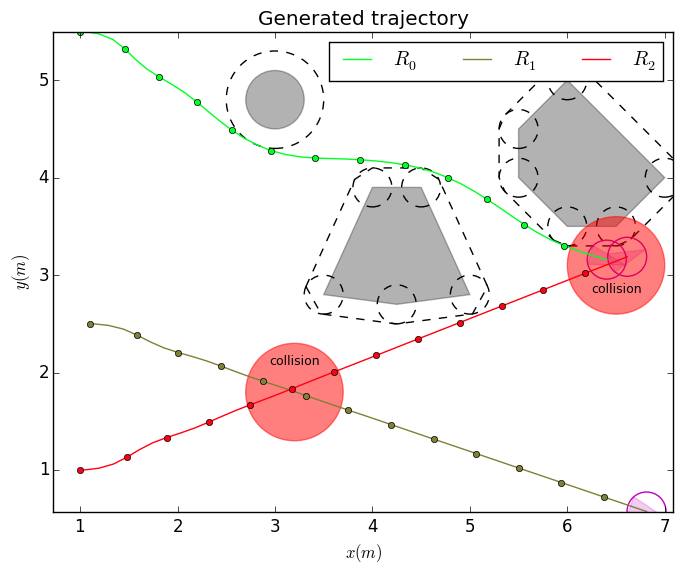 Generated trajectory
R0 R1 R2
5
4
3
2
1
collision
collision
1 2 3 4 5 6 7
x(m)
y(m)